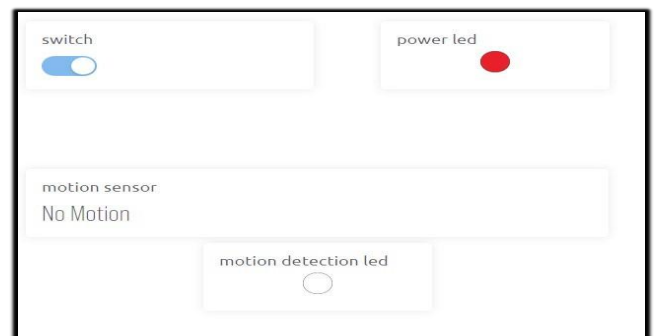 switch
power led
motion sensor
No Motion
motion detection led